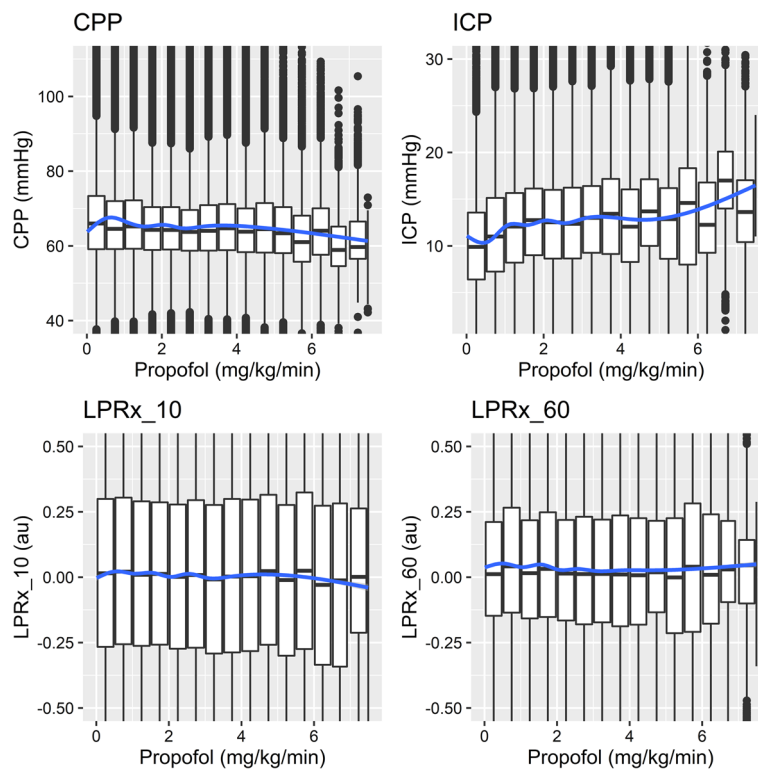 CPP
CPP (mmHg)
100
80
60
40
0 2 4 6
Propofol (mg/kg/min)
ICP
ICP (mmHg)
30
20
10
0 2 4 6
Propofol (mg/kg/min)
LPRx_10
LPRx_10 (au)
0.50
0.25
0.00
-0.25
-0.50
0 2 4 6
Propofol (mg/kg/min)
LPRx_60
LPRx_60 (au)
0.50
0.25
0.00
-0.25
-0.50
0 2 4 6
Propofol (mg/kg/min)